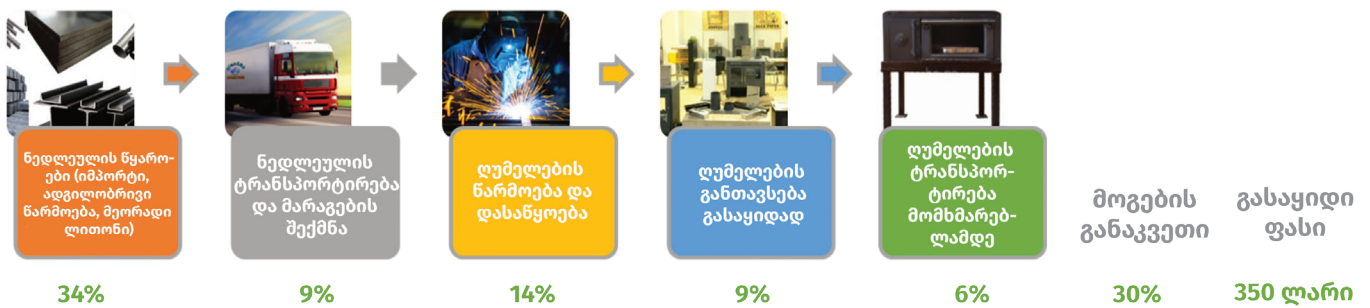 ნედლეულის წყარო-
ები (იმპორტი,
ადგილობრივი
წარმოება, მეორადი
ლითონი)
ნედლეულის
ტრანსპორტირება
და მარაგების
შექმნა
ღუმელების
წარმოება და
დასაწყოება
ღუმელების
განთავსება
გასაყიდად
ღუმელების
ტრანსპორ-
ტირება
მომხმარებ-
ლამდე
მოგების
განაკვეთი
გასაყიდი
ფასი
34%
9%
14%
9%
6%
30%
350 ლარი